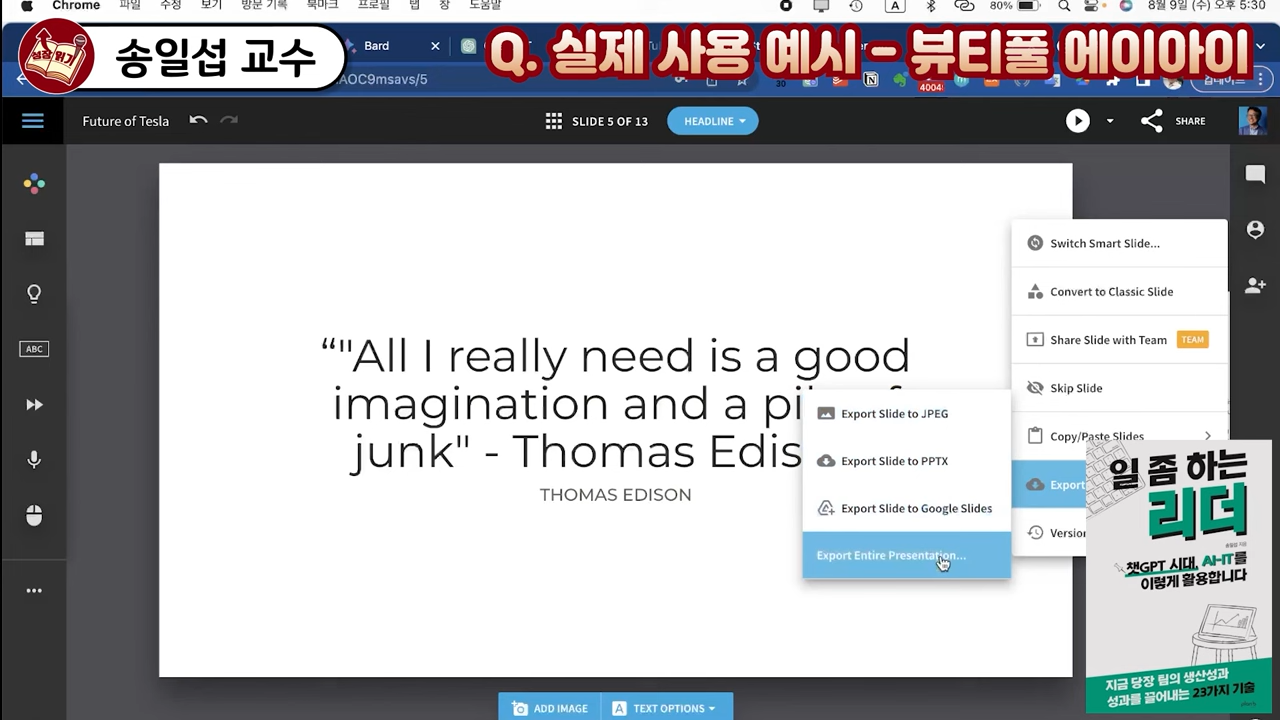 Chrome 파일 수정 보기 방문 기록 북마크 프로필 탭 창 도움말
A 80% 8월 9일 (수) 오후 5:30
송일섭 교수
Q. 실제 사용 예시 - 뷰티풀 에이아이
Bard
AOC9msavs/5
Future of Tesla
SLIDE 5 OF 13
HEADLINE
SHARE
ABC
“"All I really need is a good
imagination and a
junk" - Thomas
THOMAS EDISON
Switch Smart Slide...
Convert to Classic Slide
Share Slide with Team TEAM
Skip Slide
Copy/Paste Slides
Export
Export Slide to JPEG
Export Slide to PPTX
Export Slide to Google Slides
Export Entire Presentation...
ADD IMAGE
TEXT OPTIONS
일 좀 하는
리더
송일섭 지음
챗GPT 시대, AI·IT를
이렇게 활용합니다
지금 당장 팀의 생산성과
성과를 끌어내는 23가지 기술